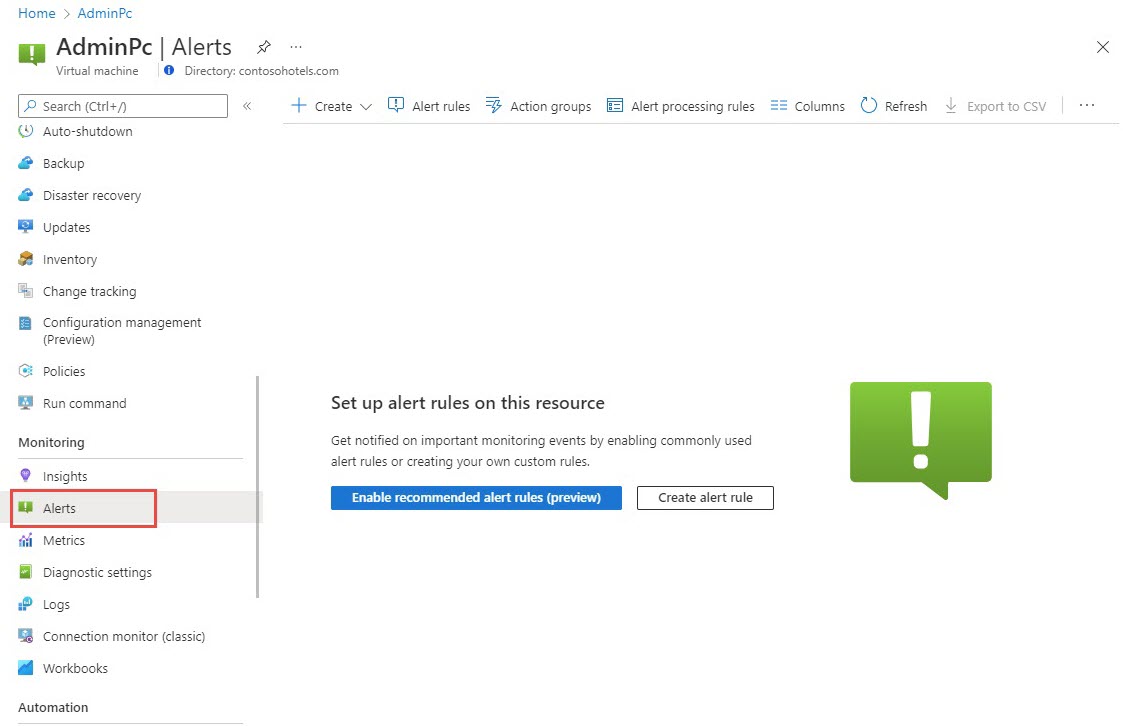 Home > AdminPc
AdminPc | Alerts ...
Virtual machine Directory: contosohotels.com
Search (Ctrl+/) «
Create Alert rules Action groups Alert processing rules Columns Refresh Export to CSV ...
Auto-shutdown
Backup
Disaster recovery
Updates
Inventory
Change tracking
Configuration management
(Preview)
Policies
Run command
Monitoring
Insights
Alerts
Metrics
Diagnostic settings
Logs
Connection monitor (classic)
Workbooks
Automation
Set up alert rules on this resource
Get notified on important monitoring events by enabling commonly used
alert rules or creating your own custom rules.
Enable recommended alert rules (preview) Create alert rule